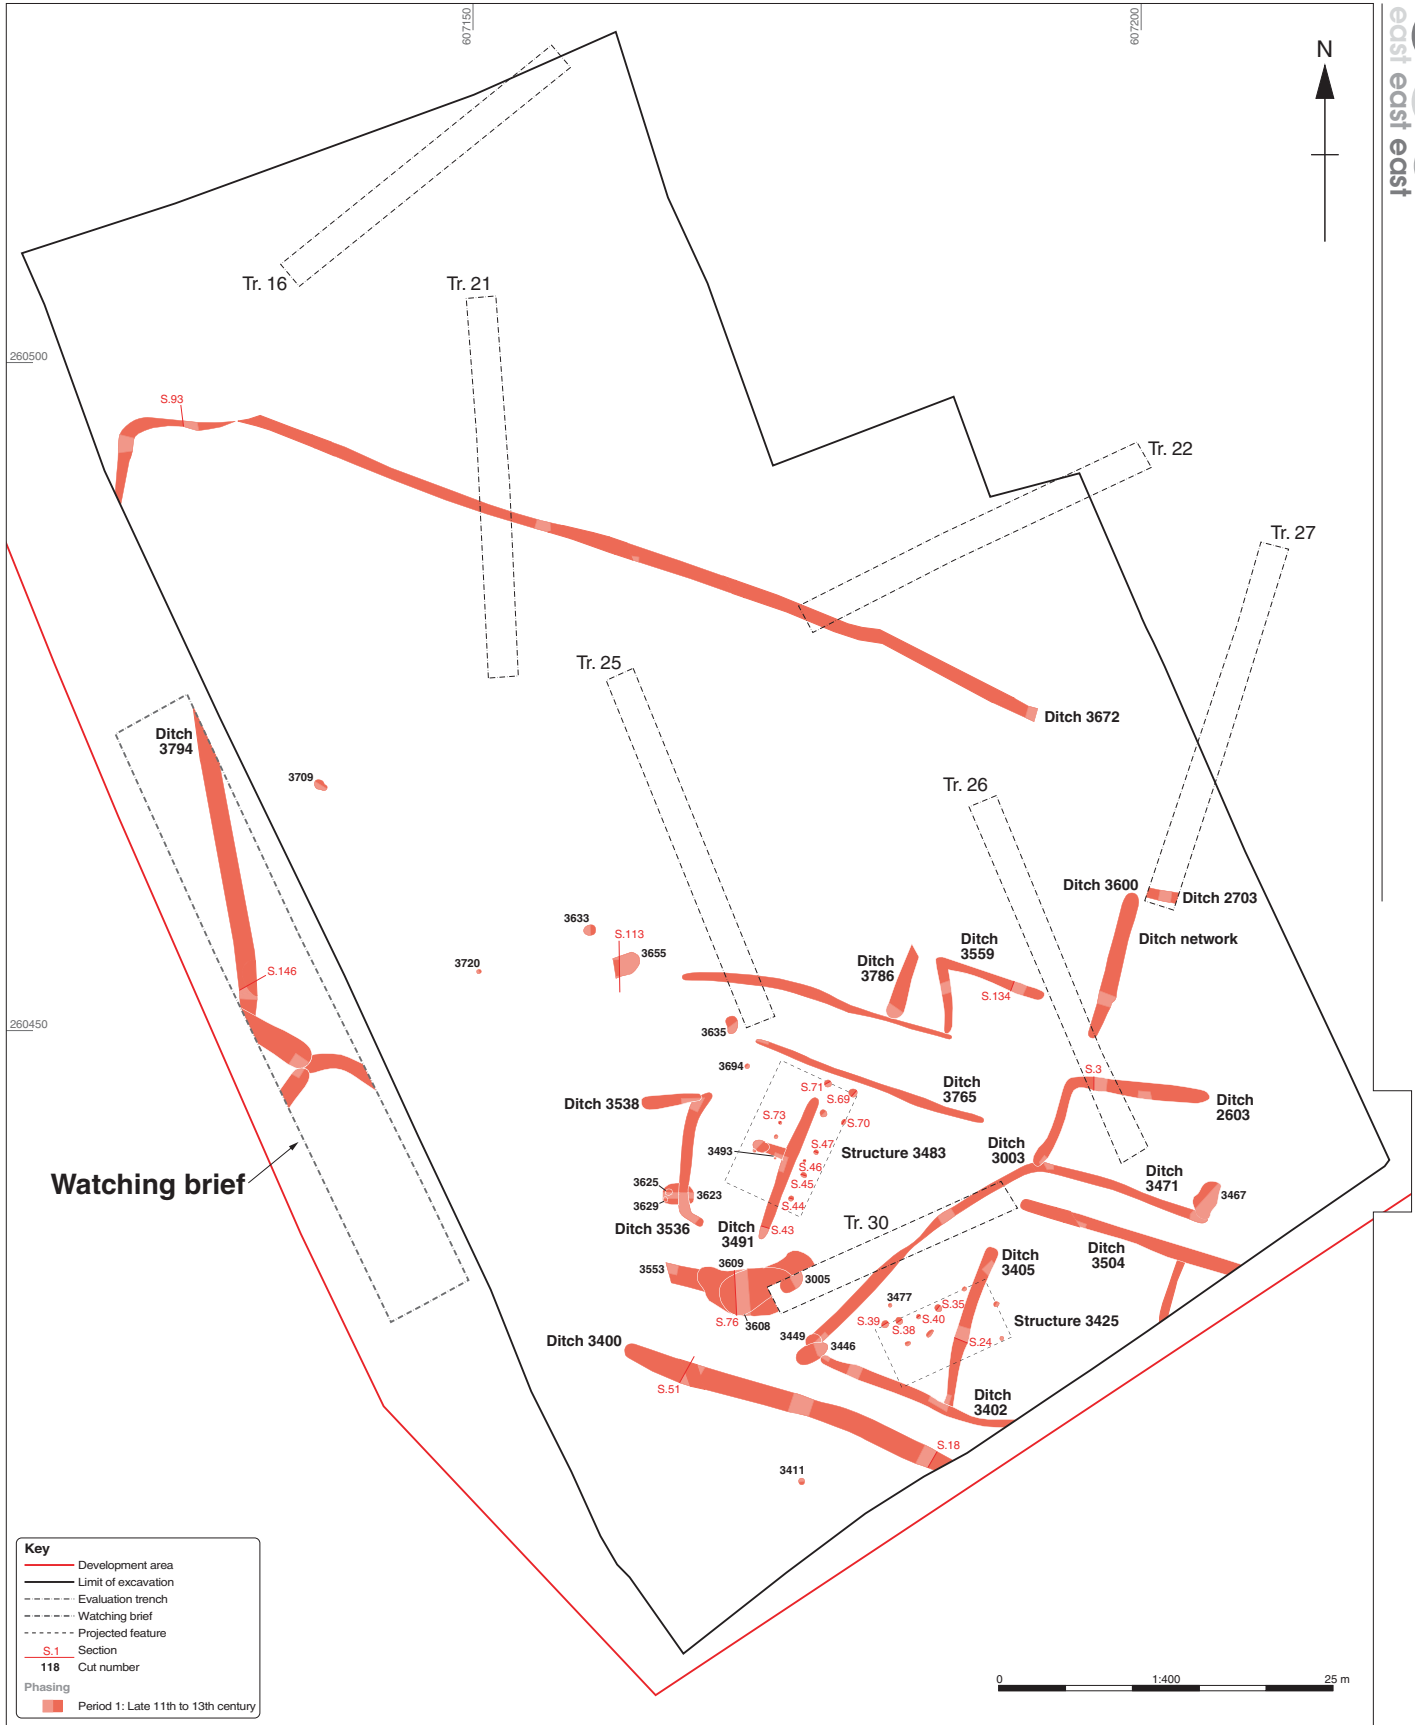 607150
607200
east east east
N
Tr. 16
Tr. 21
260500
S.93
Tr. 22
Tr. 27
Tr. 25
Ditch 3672
Ditch
3794
3709
Tr. 26
Ditch 3600
Ditch 2703
Ditch network
3633
S.113
3655
3720
Ditch
3786
Ditch
3559
S.134
S.146
260450
3635
3694
S.71
S.69
S.70
Ditch
3765
S.3
Ditch
2603
Ditch 3538
S.73
3493
S.47
S.46
S.45
S.44
S.43
Structure 3483
Ditch
3003
Ditch
3471
3467
Watching brief
3625
3629
3623
Ditch 3536
Ditch
3491
Tr. 30
Ditch
3504
3553
3609
3005
S.76
3608
Ditch
3405
3477
S.35
S.39
S.38
S.40
S.24
Structure 3425
3449
3446
Ditch 3400
S.51
Ditch
3402
S.18
3411
Key
Development area
Limit of excavation
Evaluation trench
Watching brief
Projected feature
S.1 Section
118 Cut number
Phasing
Period 1: Late 11th to 13th century
0 1:400 25 m